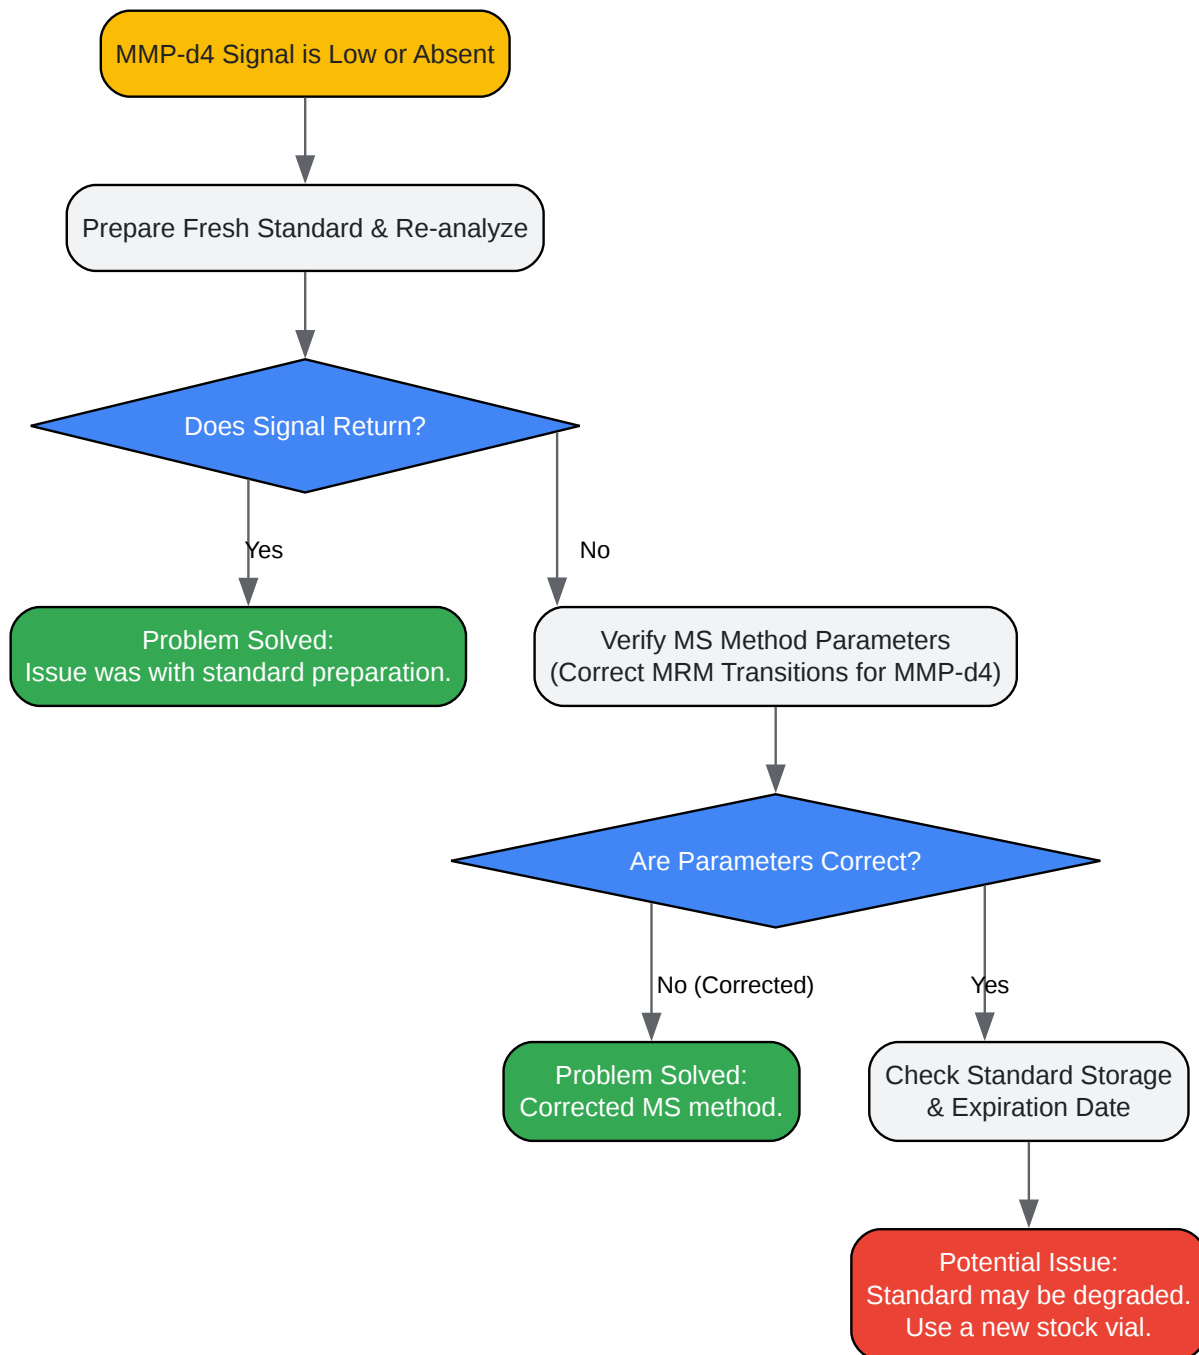 MMP-d4 Signal is Low or Absent
Prepare Fresh Standard & Re-analyze
Does Signal Return?
Yes
No
Problem Solved:
Issue was with standard preparation.
Verify MS Method Parameters
(Correct MRM Transitions for MMP-d4)
Are Parameters Correct?
No (Corrected)
Yes
Problem Solved:
Corrected MS method.
Check Standard Storage
& Expiration Date
Potential Issue:
Standard may be degraded.
Use a new stock vial.